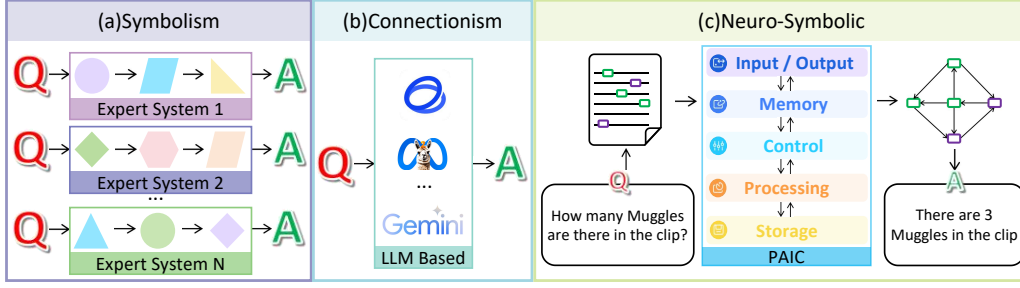 (a)Symbolism
Q
A
Expert System 1
Q
A
Expert System 2
...
Q
A
Expert System N
(b)Connectionism
Q
...
Gemini
A
LLM Based
(c)Neuro-Symbolic
Q
How many Muggles
are there in the clip?
Input / Output
Memory
Control
Processing
Storage
PAIC
A
There are 3
Muggles in the clip